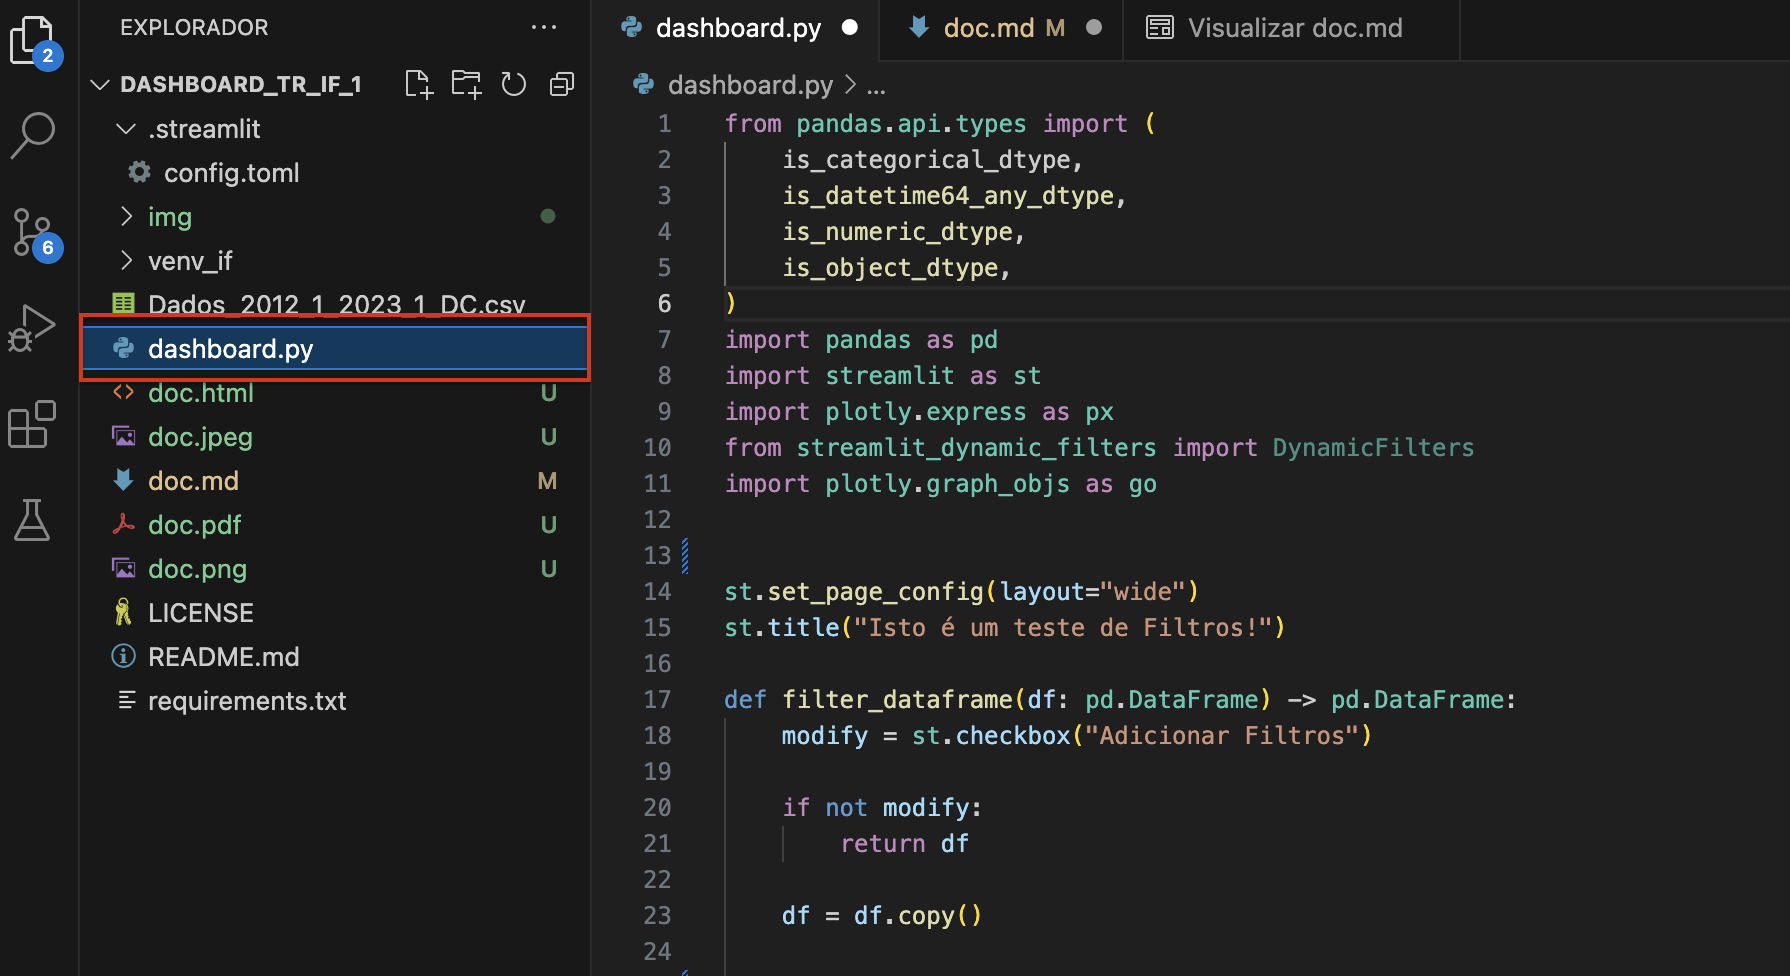 2
6
EXPLORADOR
DASHBOARD_TR_IF_1
.streamlit
config.toml
img
venv_if
Dados_2012_1_2023_1_DC.csv
dashboard.py
doc.html U
doc.jpeg U
doc.md M
doc.pdf U
doc.png U
LICENSE
README.md
requirements.txt
dashboard.py
doc.md M
Visualizar doc.md
dashboard.py > ...
1 from pandas.api.types import (
2     is_categorical_dtype,
3     is_datetime64_any_dtype,
4     is_numeric_dtype,
5     is_object_dtype,
6 )
7 import pandas as pd
8 import streamlit as st
9 import plotly.express as px
10 from streamlit_dynamic_filters import DynamicFilters
11 import plotly.graph_objs as go
12
13
14 st.set_page_config(layout="wide")
15 st.title("Isto é um teste de Filtros!")
16
17 def filter_dataframe(df: pd.DataFrame) -> pd.DataFrame:
18     modify = st.checkbox("Adicionar Filtros")
19
20     if not modify:
21         return df
22
23     df = df.copy()
24